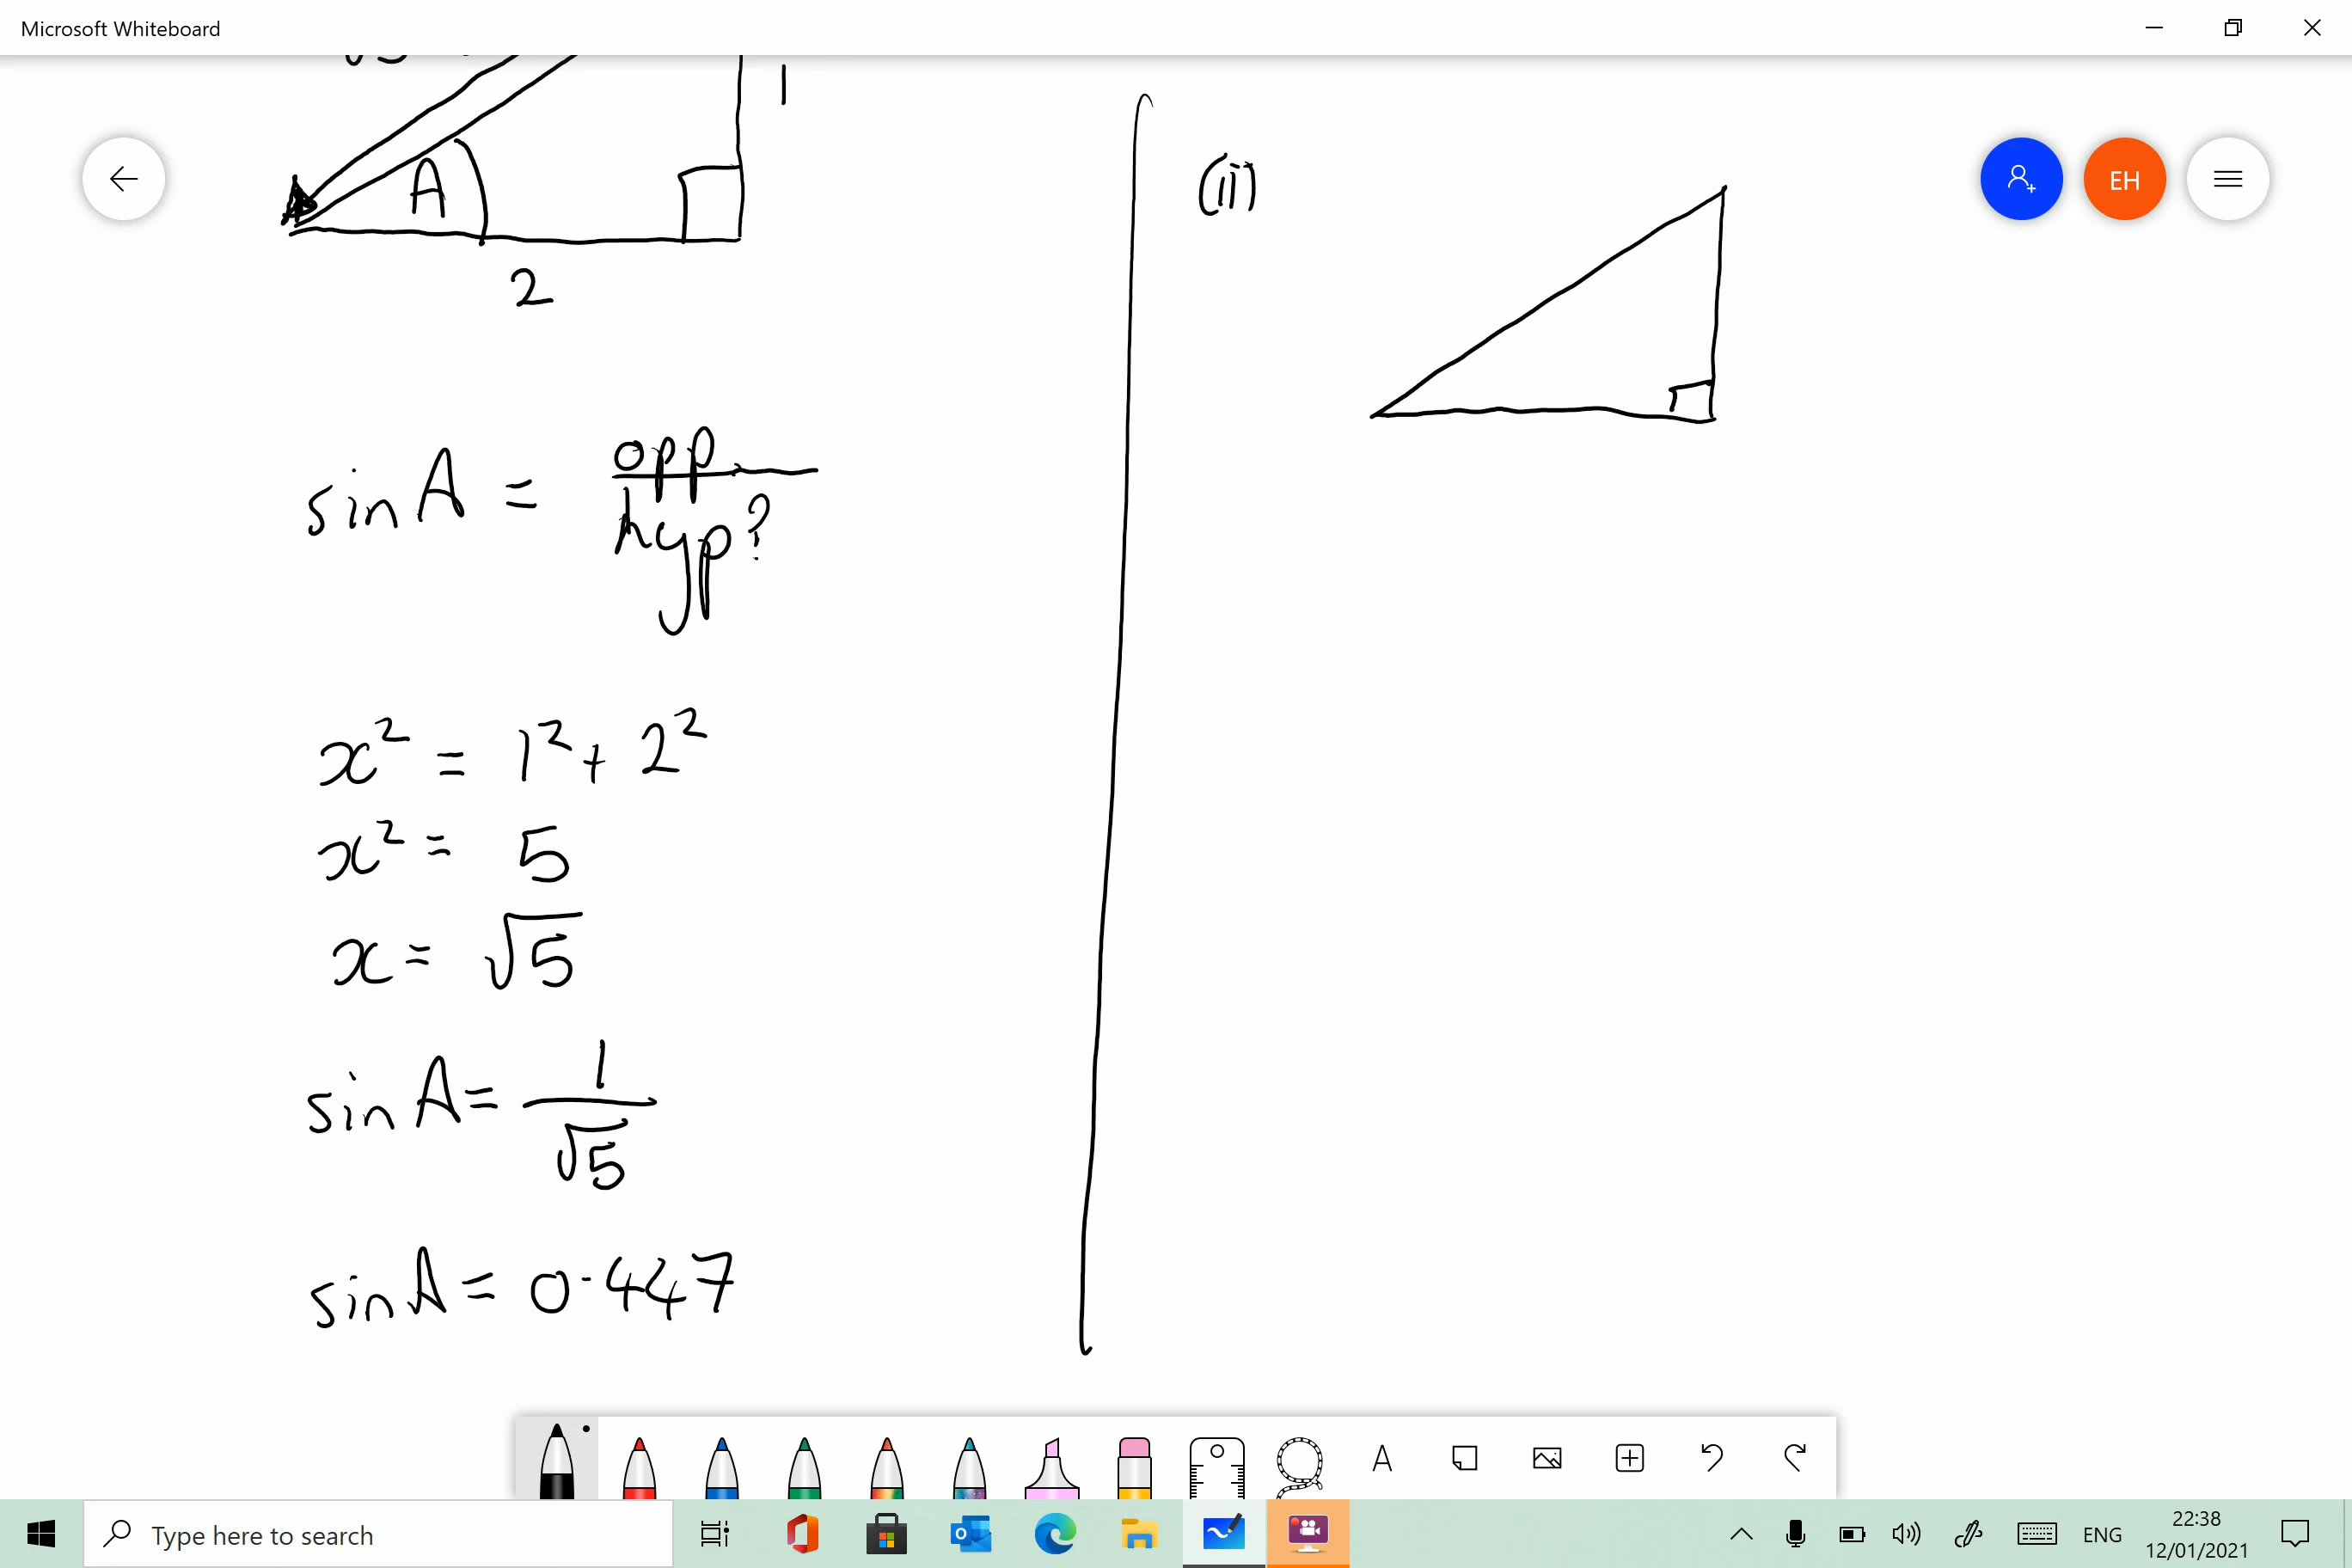 Microsoft Whiteboard
1
A
2
(ii)
EH
sin A = opp. / hyp?
x² = 1² + 2²
x² = 5
x = √5
sin A = 1 / √5
sin A = 0·447
A
Type here to search
ENG
22:38
12/01/2021